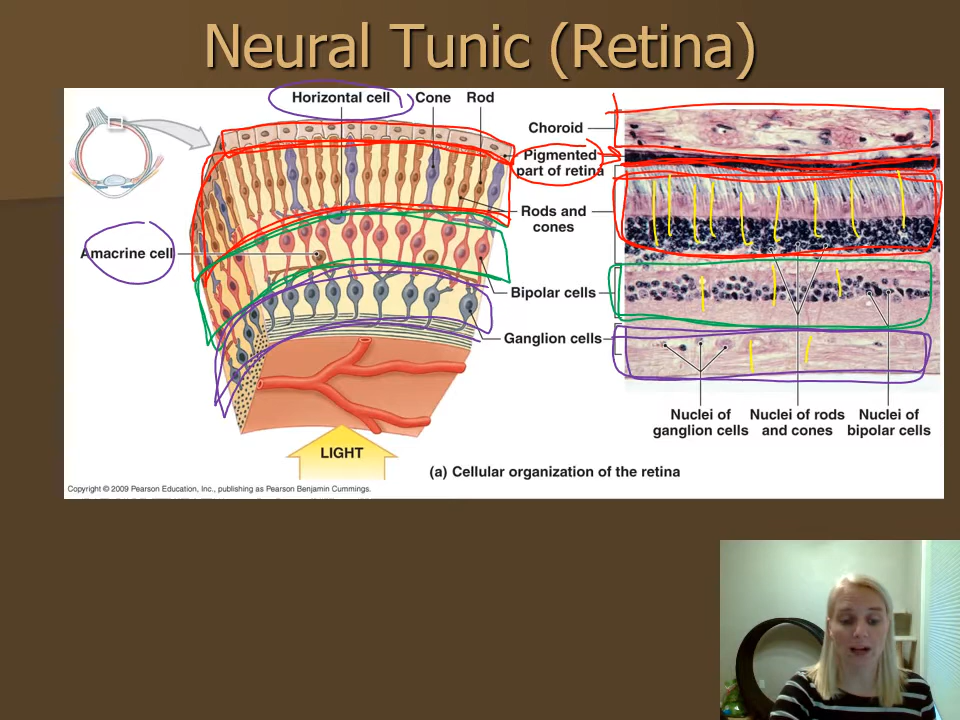 Neural Tunic (Retina)
Horizontal cell
Cone
Rod
Choroid
Pigmented
part of retina
Rods and
cones
Amacrine cell
Bipolar cells
Ganglion cells
LIGHT
Nuclei of
ganglion cells
Nuclei of rods
and cones
Nuclei of
bipolar cells
(a) Cellular organization of the retina
Copyright © 2009 Pearson Education, Inc., publishing as Pearson Benjamin Cummings.